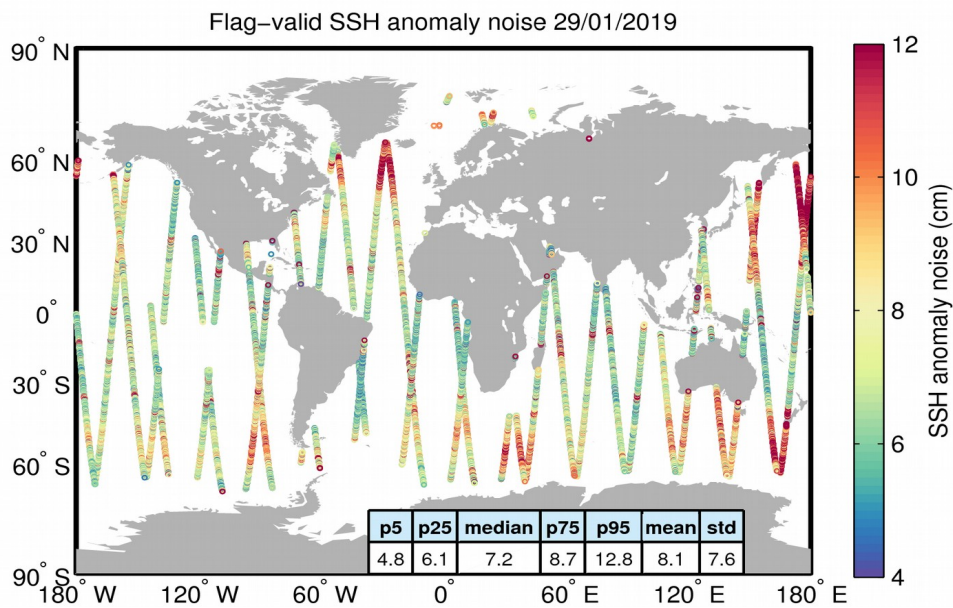 Flag−valid SSH anomaly noise 29/01/2019
90° N
60° N
30° N
0°
30° S
60° S
90° S
180° W
120° W
60° W
0°
60° E
120° E
180° E
p5 p25 median p75 p95 mean std
4.8 6.1 7.2 8.7 12.8 8.1 7.6
12
10
8
6
4
SSH anomaly noise (cm)